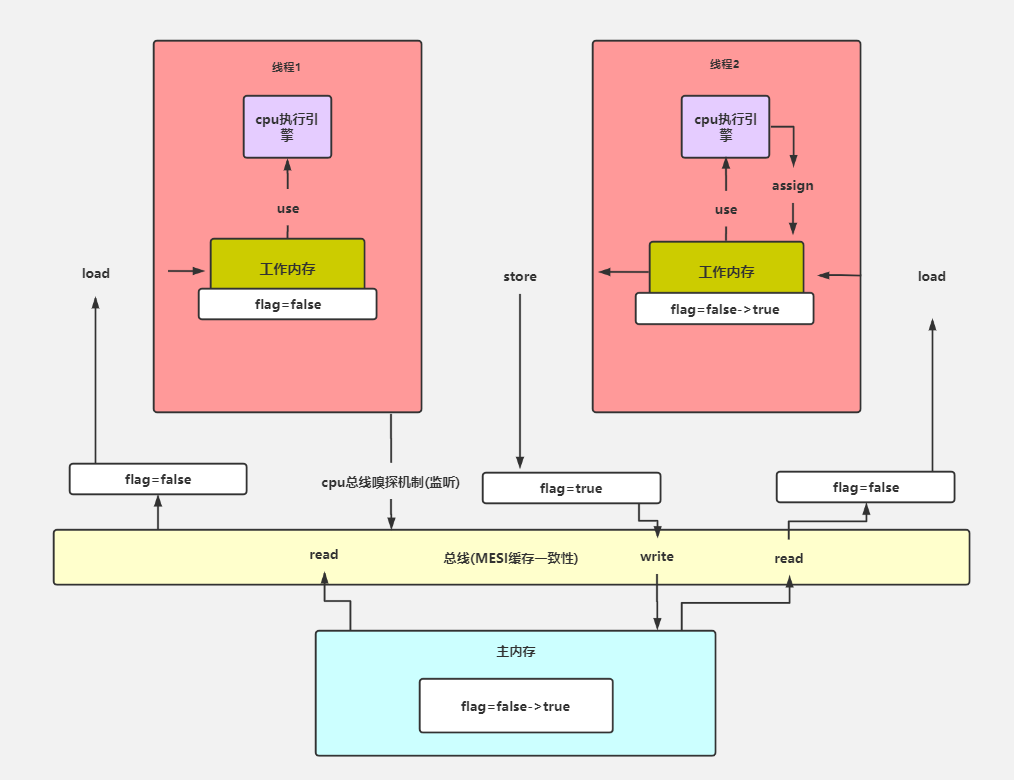 线程1
cpu执行引
擎
use
工作内存
flag=false
load
flag=false
cpu总线嗅探机制(监听)
线程2
cpu执行引
擎
assign
use
工作内存
flag=false->true
store
load
flag=true
flag=false
read
总线(MESI缓存一致性)
write
read
主内存
flag=false->true